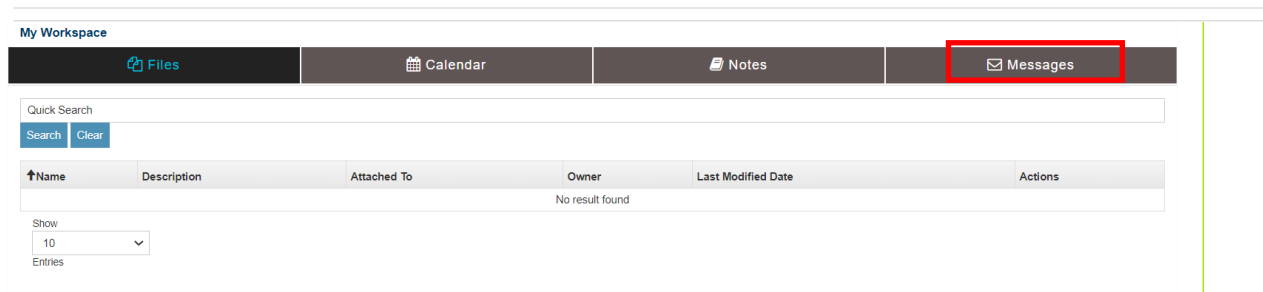 My Workspace
Files Calendar Notes Messages
Quick Search
Search Clear
Name Description Attached To Owner Last Modified Date Actions
No result found
Show
10
Entries